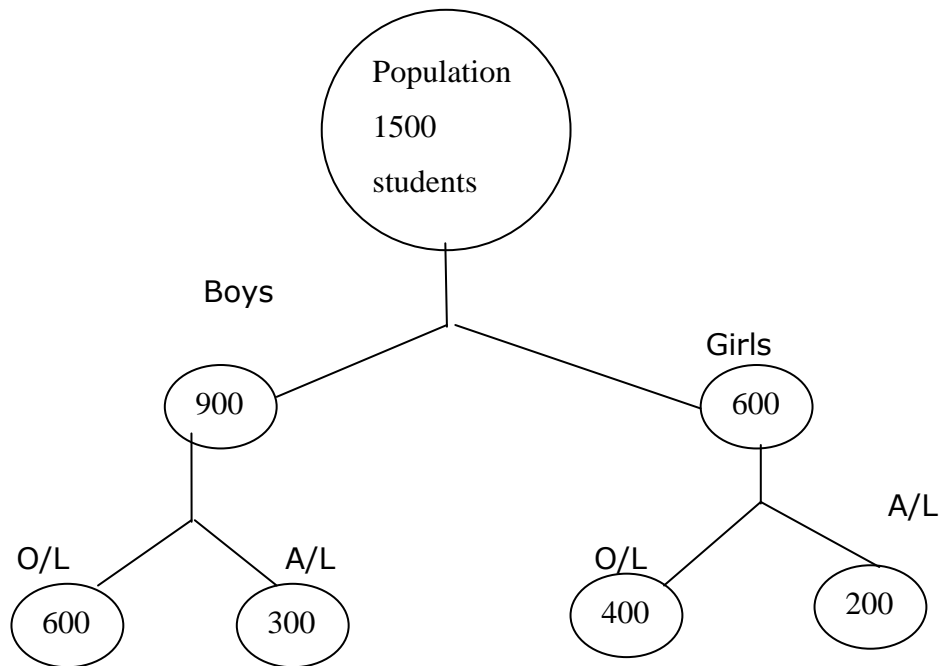 Population
1500
students
Boys
Girls
900
600
A/L
O/L
A/L
O/L
600
300
400
200